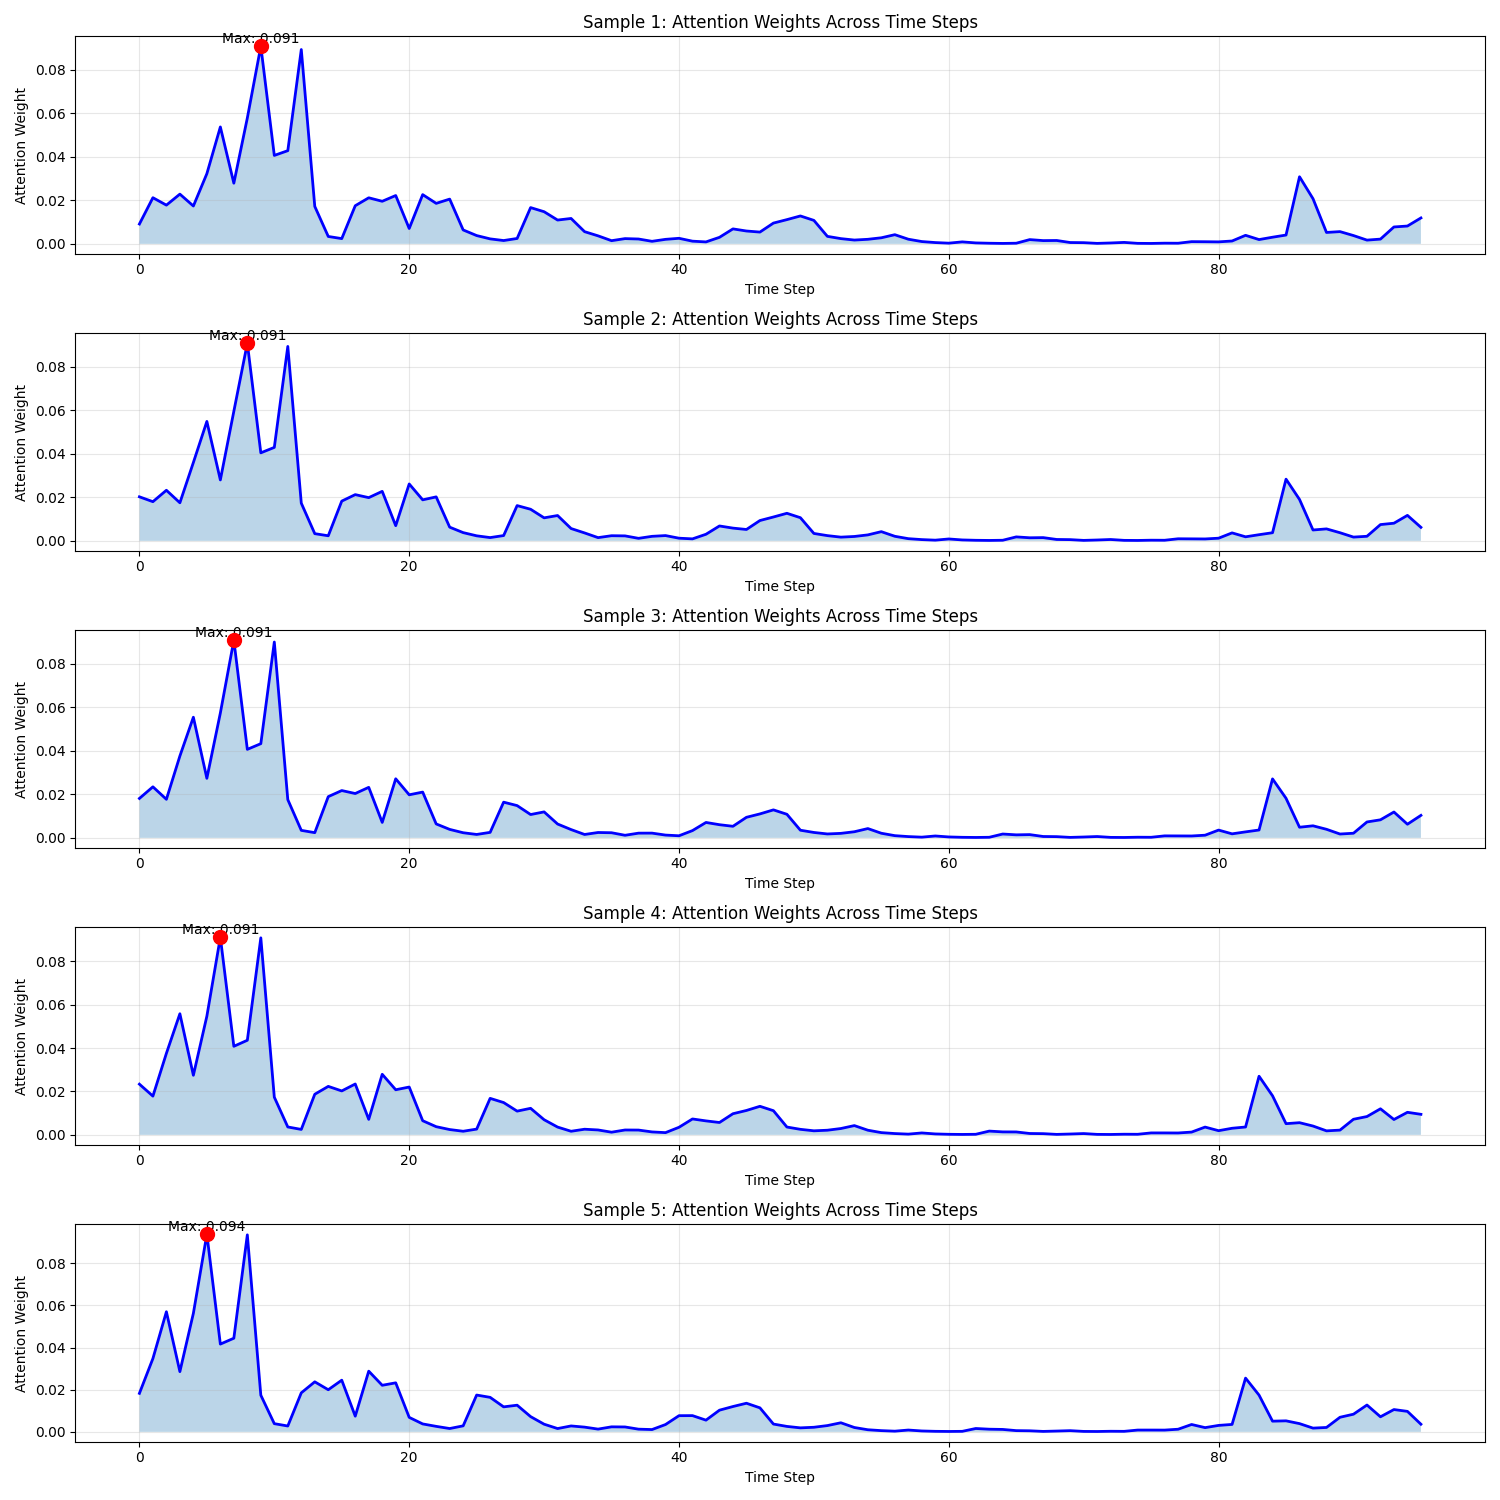 Sample 1: Attention Weights Across Time Steps
Max: 0.091
0.08
0.06
0.04
0.02
0.00
Attention Weight
0 20 40 60 80
Time Step
Sample 2: Attention Weights Across Time Steps
Max: 0.091
0.08
0.06
0.04
0.02
0.00
Attention Weight
0 20 40 60 80
Time Step
Sample 3: Attention Weights Across Time Steps
Max: 0.091
0.08
0.06
0.04
0.02
0.00
Attention Weight
0 20 40 60 80
Time Step
Sample 4: Attention Weights Across Time Steps
Max: 0.091
0.08
0.06
0.04
0.02
0.00
Attention Weight
0 20 40 60 80
Time Step
Sample 5: Attention Weights Across Time Steps
Max: 0.094
0.08
0.06
0.04
0.02
0.00
Attention Weight
0 20 40 60 80
Time Step